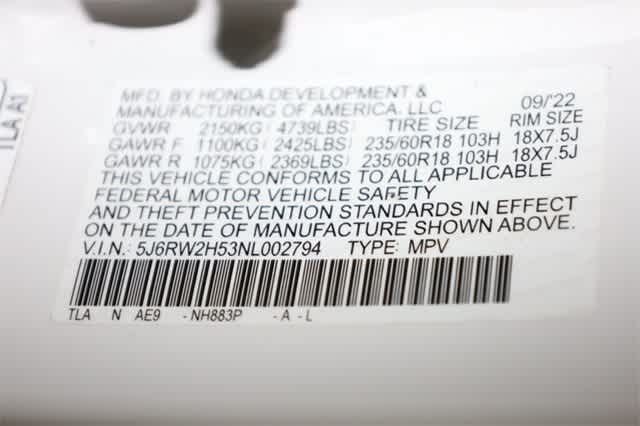 MFD. BY HONDA DEVELOPMENT &
MANUFACTURING OF AMERICA, LLC 09/'22
GVWR 2150KG ( 4739LBS) TIRE SIZE RIM SIZE
GAWR F 1100KG ( 2425LBS) 235/60R18 103H 18X7.5J
GAWR R 1075KG ( 2369LBS) 235/60R18 103H 18X7.5J
THIS VEHICLE CONFORMS TO ALL APPLICABLE
FEDERAL MOTOR VEHICLE SAFETY
AND THEFT PREVENTION STANDARDS IN EFFECT
ON THE DATE OF MANUFACTURE SHOWN ABOVE.
V.I.N.: 5J6RW2H53NL002794 TYPE: MPV
TLA N AE9 - NH883P - A - L
TLA A1